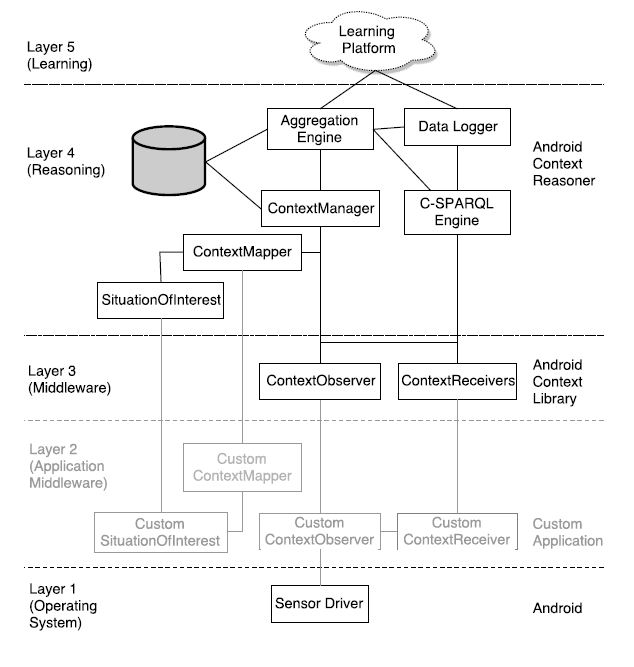 Layer 5
(Learning)
Learning
Platform
Layer 4
(Reasoning)
Aggregation
Engine
Data Logger
Android
Context
Reasoner
ContextManager
C-SPARQL
Engine
ContextMapper
SituationOfInterest
Layer 3
(Middleware)
ContextObserver
ContextReceivers
Android
Context
Library
Layer 2
(Application
Middleware)
Custom
ContextMapper
Custom
SituationOfInterest
Custom
ContextObserver
Custom
ContextReceiver
Custom
Application
Layer 1
(Operating
System)
Sensor Driver
Android